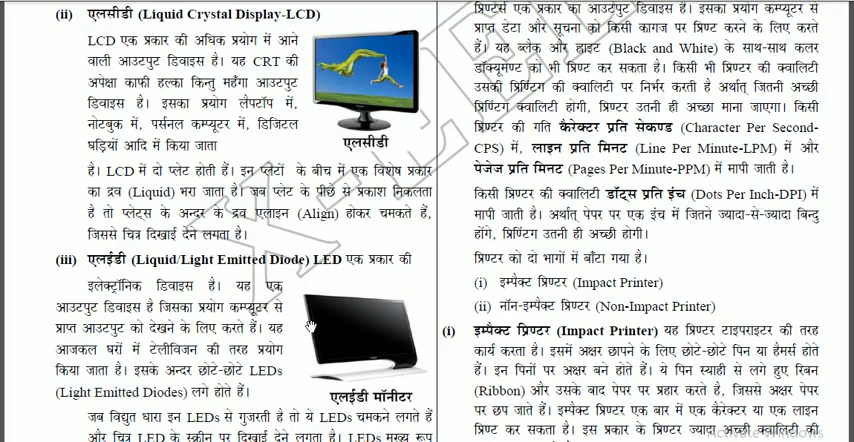 (ii) एलसीडी (Liquid Crystal Display-LCD)
LCD एक प्रकार की अधिक प्रयोग में आने
वाली आउटपुट डिवाइस है। यह CRT की
अपेक्षा काफी हल्का किन्तु महँगा आउटपुट
डिवाइस है। इसका प्रयोग लैपटॉप में,
नोटबुक में, पर्सनल कम्प्यूटर में, डिजिटल
घड़ियों आदि में किया जाता
एलसीडी
है। LCD में दो प्लेट होती हैं। इन प्लेटों के बीच में एक विशेष प्रकार
का द्रव (Liquid) भरा जाता है। जब प्लेट के पीछे से प्रकाश निकलता
है तो प्लेट्स के अन्दर के द्रव एलाइन (Align) होकर चमकते हैं,
जिससे चित्र दिखाई देने लगता है।
(iii) एलईडी (Liquid/Light Emitted Diode) LED एक प्रकार की
इलेक्ट्रॉनिक डिवाइस है। यह एक
आउटपुट डिवाइस है जिसका प्रयोग कम्प्यूटर से
प्राप्त आउटपुट को देखने के लिए करते हैं। यह
आजकल घरों में टेलीविजन की तरह प्रयोग
किया जाता है। इसके अन्दर छोटे-छोटे LEDs
(Light Emitted Diodes) लगे होते हैं।
एलईडी मॉनीटर
जब विद्युत धारा इन LEDs से गुजरती है तो ये LEDs चमकने लगते हैं
और चित्र LED के स्क्रीन पर दिखाई देने लगता है। LEDs मुख्य रूप
प्रिण्टर्स एक प्रकार का आउटपुट डिवाइस है। इसका प्रयोग कम्प्यूटर से
प्राप्त डेटा और सूचना को किसी कागज पर प्रिण्ट करने के लिए करते
हैं। यह ब्लैक और ह्वाइट (Black and White) के साथ-साथ कलर
डॉक्यूमेण्ट को भी प्रिण्ट कर सकता है। किसी भी प्रिण्टर की क्वालिटी
उसकी प्रिण्टिग की क्वालिटी पर निर्भर करती है अर्थात् जितनी अच्छी
प्रिण्टिग क्वालिटी होगी, प्रिण्टर उतनी ही अच्छा माना जाएगा। किसी
प्रिण्टर की गति कैरेक्टर प्रति सेकण्ड (Character Per Second-
CPS) में, लाइन प्रति मिनट (Line Per Minute-LPM) में और
पेजेज प्रति मिनट (Pages Per Minute-PPM) में मापी जाती है।
किसी प्रिण्टर की क्वालिटी डॉट्स प्रति इंच (Dots Per Inch-DPI) में
मापी जाती है। अर्थात् पेपर पर एक इंच में जितने ज्यादा-से-ज्यादा बिन्दु
होंगे, प्रिण्टिग उतनी ही अच्छी होगी।
प्रिण्टर को दो भागों में बाँटा गया है।
(i) इम्पैक्ट प्रिण्टर (Impact Printer)
(ii) नॉन-इम्पैक्ट प्रिण्टर (Non-Impact Printer)
(i) इम्पैक्ट प्रिण्टर (Impact Printer) यह प्रिण्टर टाइपराइटर की तरह
कार्य करता है। इसमें अक्षर छापने के लिए छोटे-छोटे पिन या हैमर्स होते
हैं। इन पिनों पर अक्षर बने होते हैं। ये पिन स्याही से लगे हुए रिबन
(Ribbon) और उसके बाद पेपर पर प्रहार करते है, जिससे अक्षर पेपर
पर छप जाते हैं। इम्पैक्ट प्रिण्टर एक बार में एक कैरेक्टर या एक लाइन
प्रिण्ट कर सकता है। इस प्रकार के प्रिण्टर ज्यादा अच्छी क्वालिटी की
Activate Windows